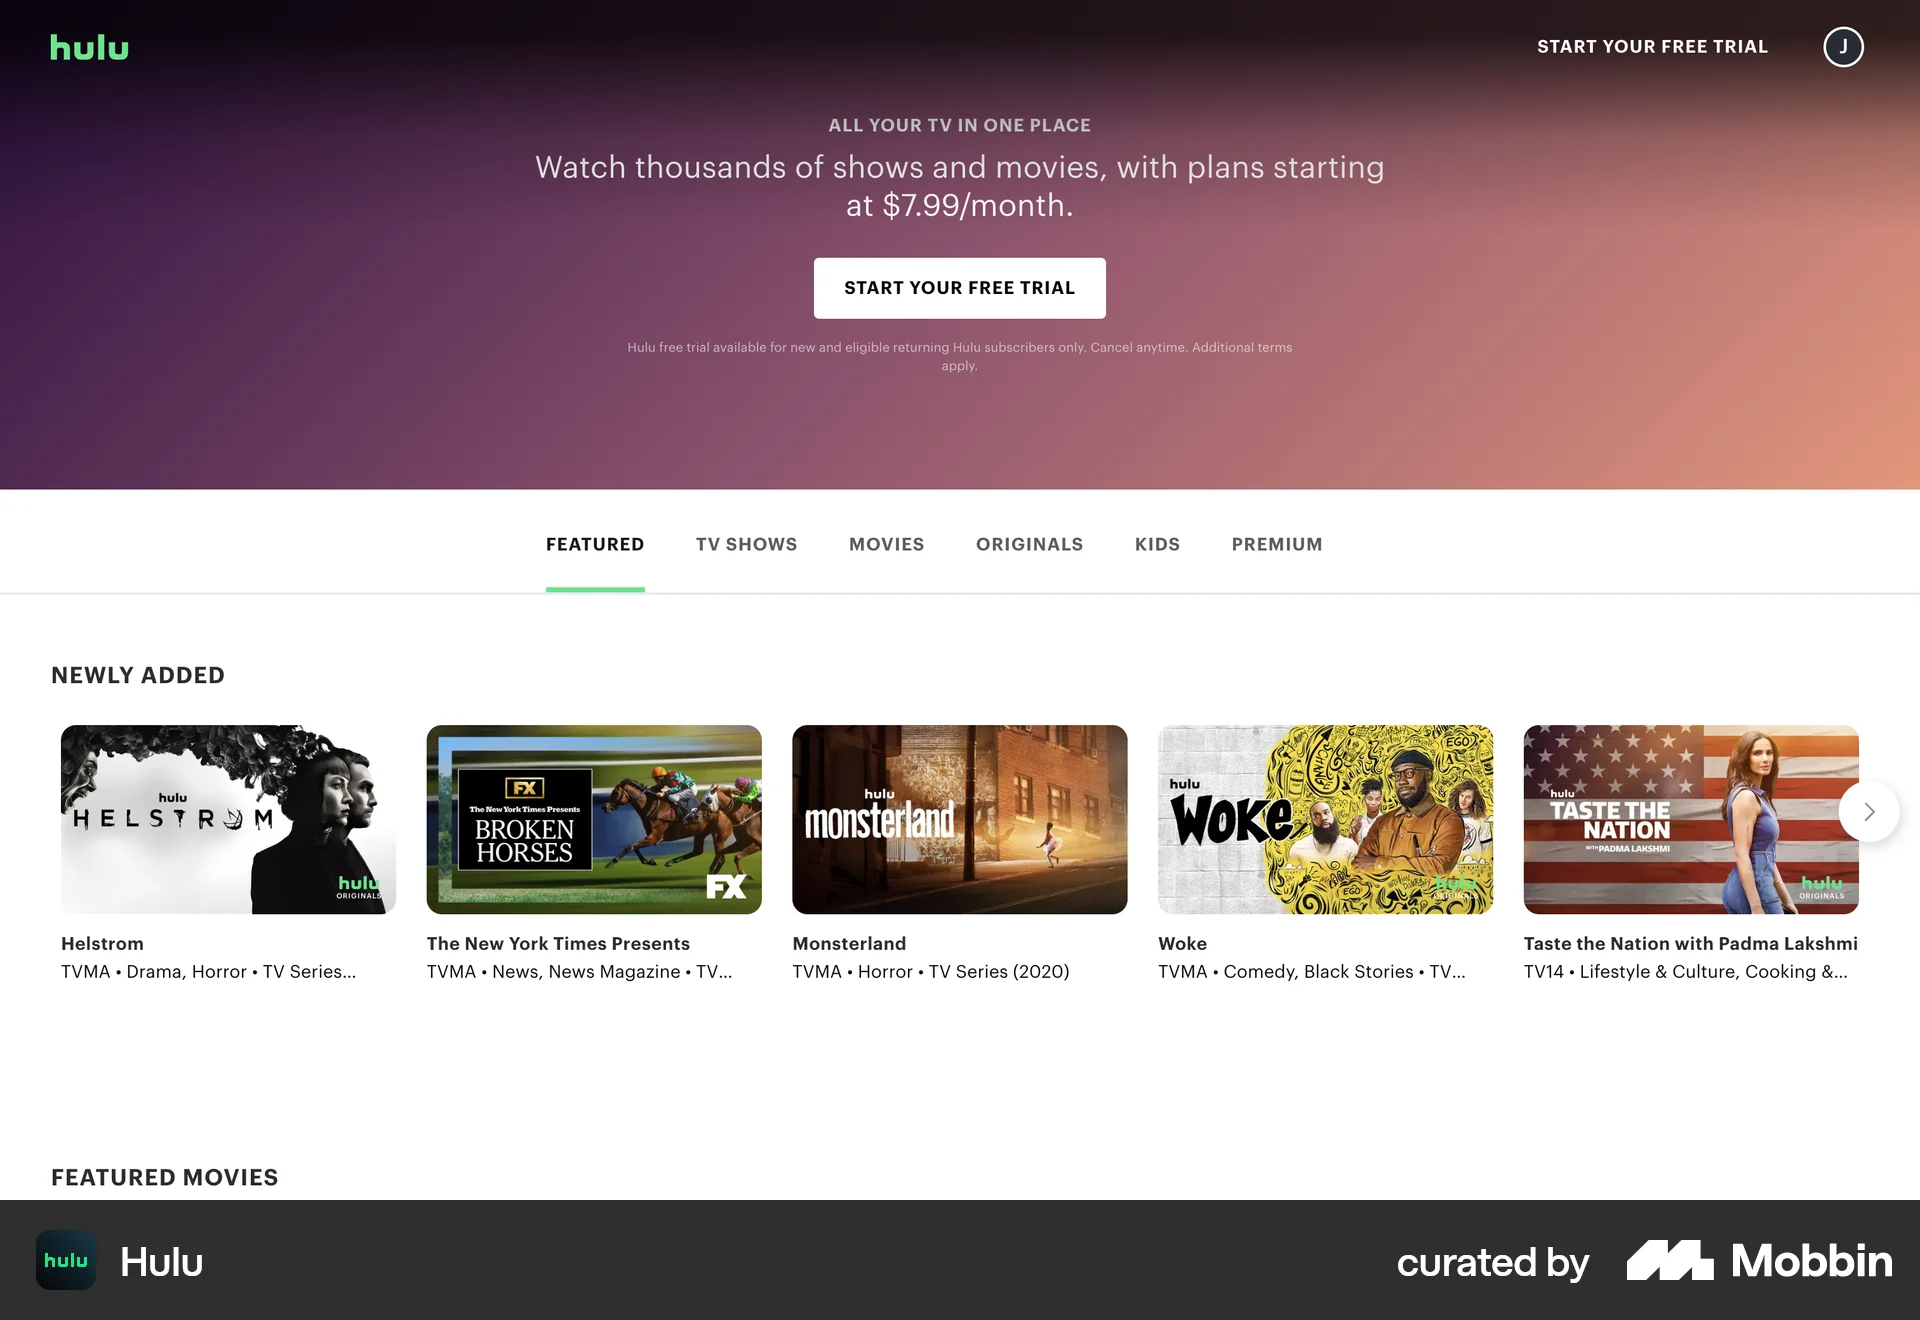 hulu
START YOUR FREE TRIAL
J
ALL YOUR TV IN ONE PLACE
Watch thousands of shows and movies, with plans starting
at $7.99/month.
START YOUR FREE TRIAL
Hulu free trial available for new and eligible returning Hulu subscribers only. Cancel anytime. Additional terms
apply.
FEATURED
TV SHOWS
MOVIES
ORIGINALS
KIDS
PREMIUM
NEWLY ADDED
hulu
HELSTROM
hulu
ORIGINALS
FX
The New York Times Presents
BROKEN
HORSES
FX
hulu
monsterland
hulu
WOKE
EGO
EGO
hulu
ORIGINALS
hulu
TASTE THE
NATION
WITH PADMA LAKSHMI
hulu
ORIGINALS
Helstrom
TVMA • Drama, Horror • TV Series...
The New York Times Presents
TVMA • News, News Magazine • TV...
Monsterland
TVMA • Horror • TV Series (2020)
Woke
TVMA • Comedy, Black Stories • TV...
Taste the Nation with Padma Lakshmi
TV14 • Lifestyle & Culture, Cooking &...
FEATURED MOVIES
hulu
Hulu
curated by
Mobbin